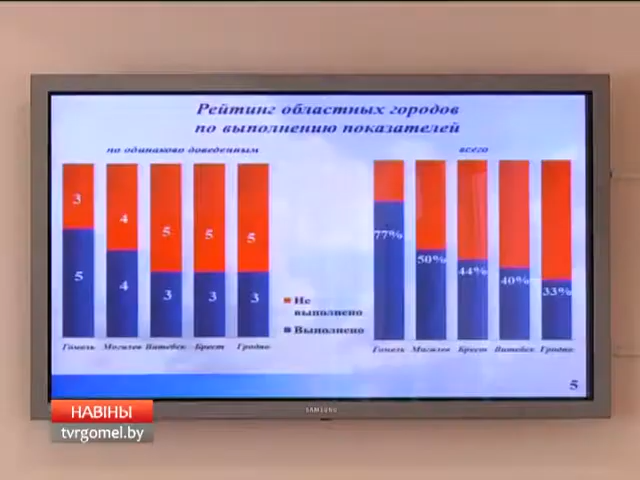 Рейтинг областных городов
по выполнению показателей
по одинаково доведенным
всего
3
4
5
5
5
5
4
3
3
3
Гомель Могилев Витебск Брест Гродно
Не
выполнено
Выполнено
77%
50%
44%
40%
33%
Гомель Могилев Брест Витебск Гродно
5
SAMSUNG
НАВІНЫ
tvrgomel.by